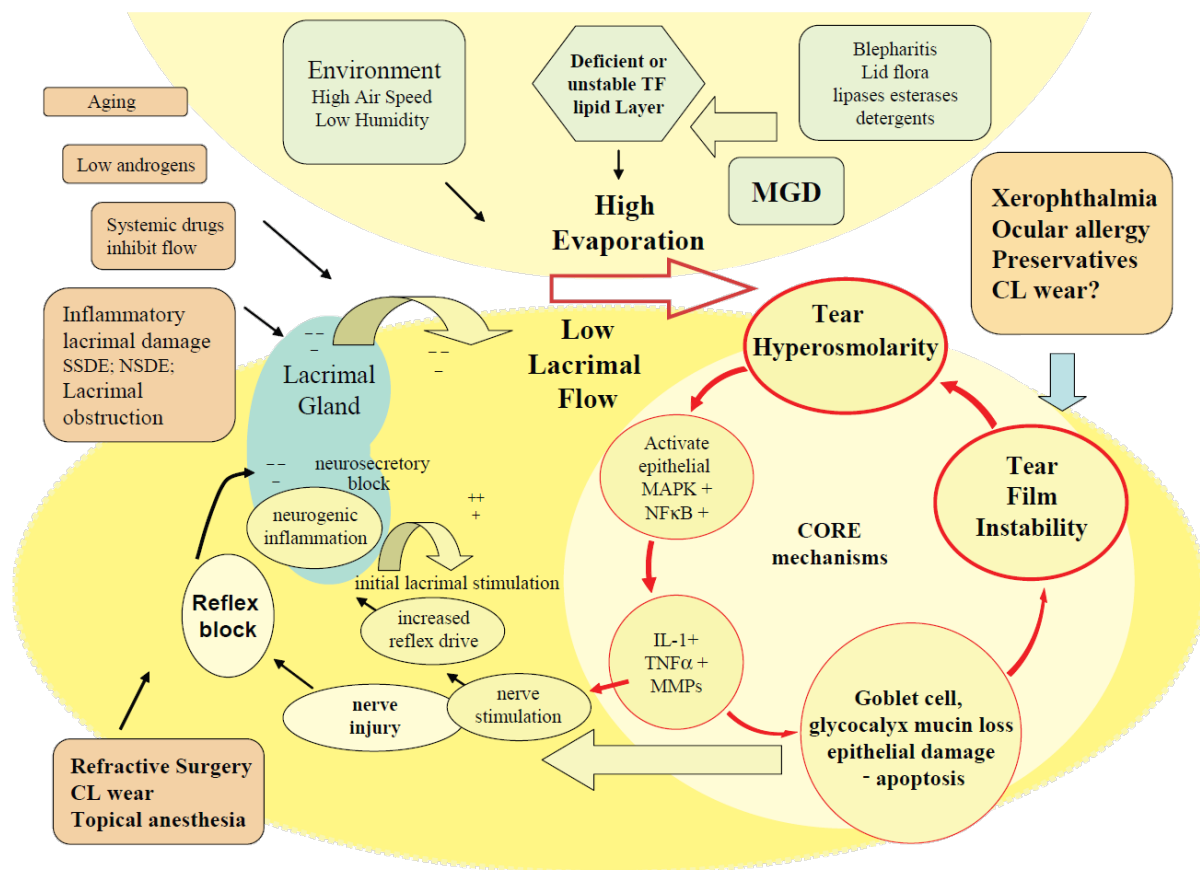 Environment
High Air Speed
Low Humidity
Deficient or
unstable TF
lipid Layer
Blepharitis
Lid flora
lipases esterases
detergents
MGD
High
Evaporation
Aging
Low androgens
Systemic drugs
inhibit flow
Inflammatory
lacrimal damage
SSDE; NSDE;
Lacrimal
obstruction
Xerophthalmia
Ocular allergy
Preservatives
CL wear?
– –
–
Lacrimal
Gland
– –
–
Low
Lacrimal
Flow
Tear
Hyperosmolarity
Activate
epithelial
MAPK +
NFκB +
CORE
mechanisms
Tear
Film
Instability
– –
–
neurosecretory
block
neurogenic
inflammation
++
+
initial lacrimal stimulation
increased
reflex drive
Reflex
block
nerve
injury
nerve
stimulation
IL-1+
TNFα +
MMPs
Goblet cell,
glycocalyx mucin loss
epithelial damage
- apoptosis
Refractive Surgery
CL wear
Topical anesthesia